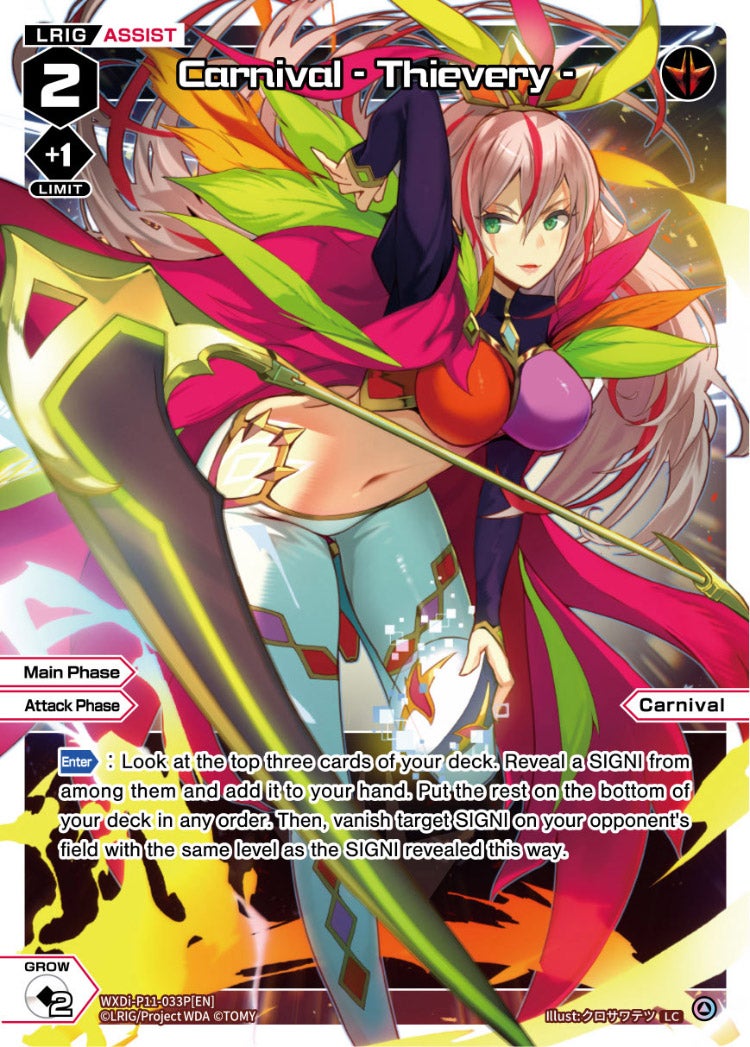 LRIG ASSIST
2
Carnival - Thievery -
+1
LIMIT
Main Phase
Attack Phase
Carnival
Enter : Look at the top three cards of your deck. Reveal a SIGNI from
among them and add it to your hand. Put the rest on the bottom of
your deck in any order. Then, vanish target SIGNI on your opponent's
field with the same level as the SIGNI revealed this way.
GROW
2
WXDi-P11-033P[EN]
©LRIG/Project WDA ©TOMY
Illust:クロサワテツ LC